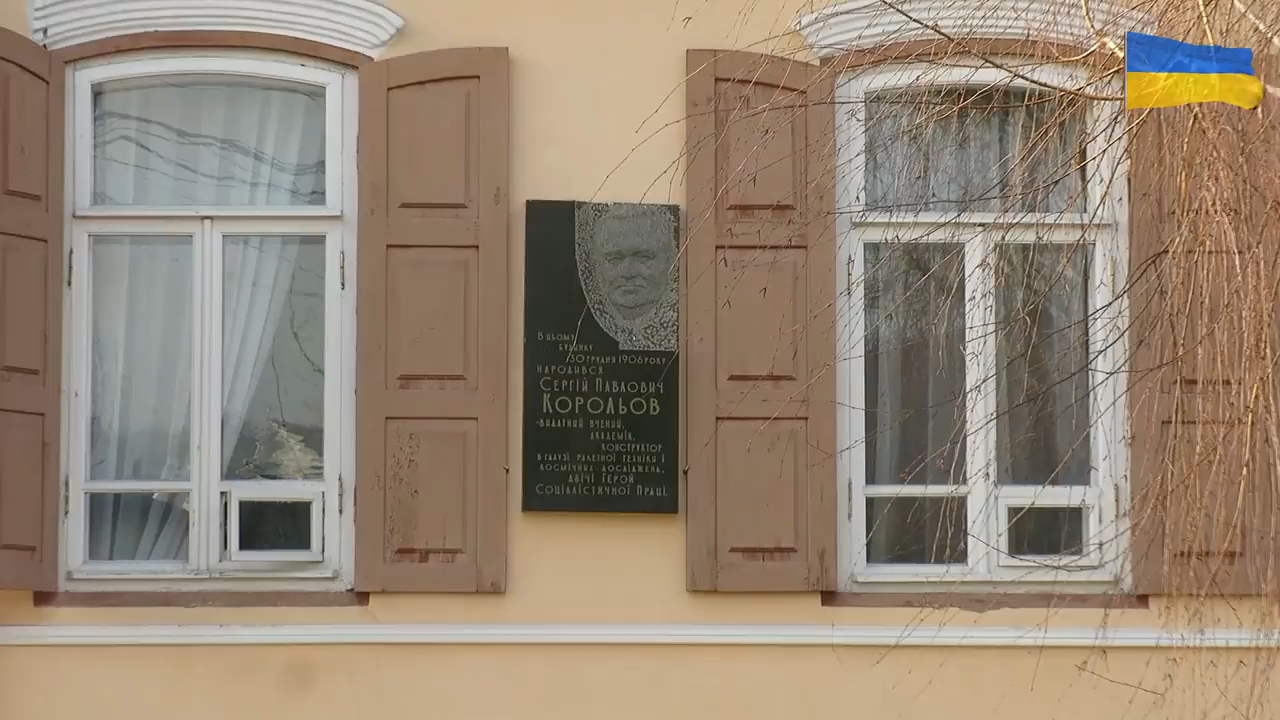 В цьому
будинку
30 грудня 1906 року
народився
Сергій Павлович
Корольов
-видатний вчений,
академік,
конструктор
в галузі ракетної техніки і
космічних досліджень,
двічі Герой
Соціалістичної Праці.